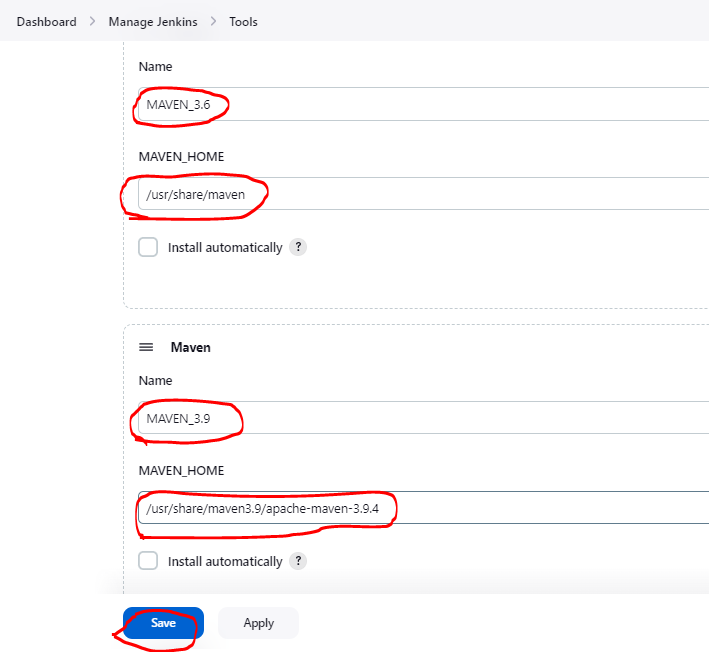 Dashboard > Manage Jenkins > Tools
Name
MAVEN_3.6
MAVEN_HOME
/usr/share/maven
Install automatically ?
Maven
Name
MAVEN_3.9
MAVEN_HOME
/usr/share/maven3.9/apache-maven-3.9.4
Install automatically ?
Save Apply